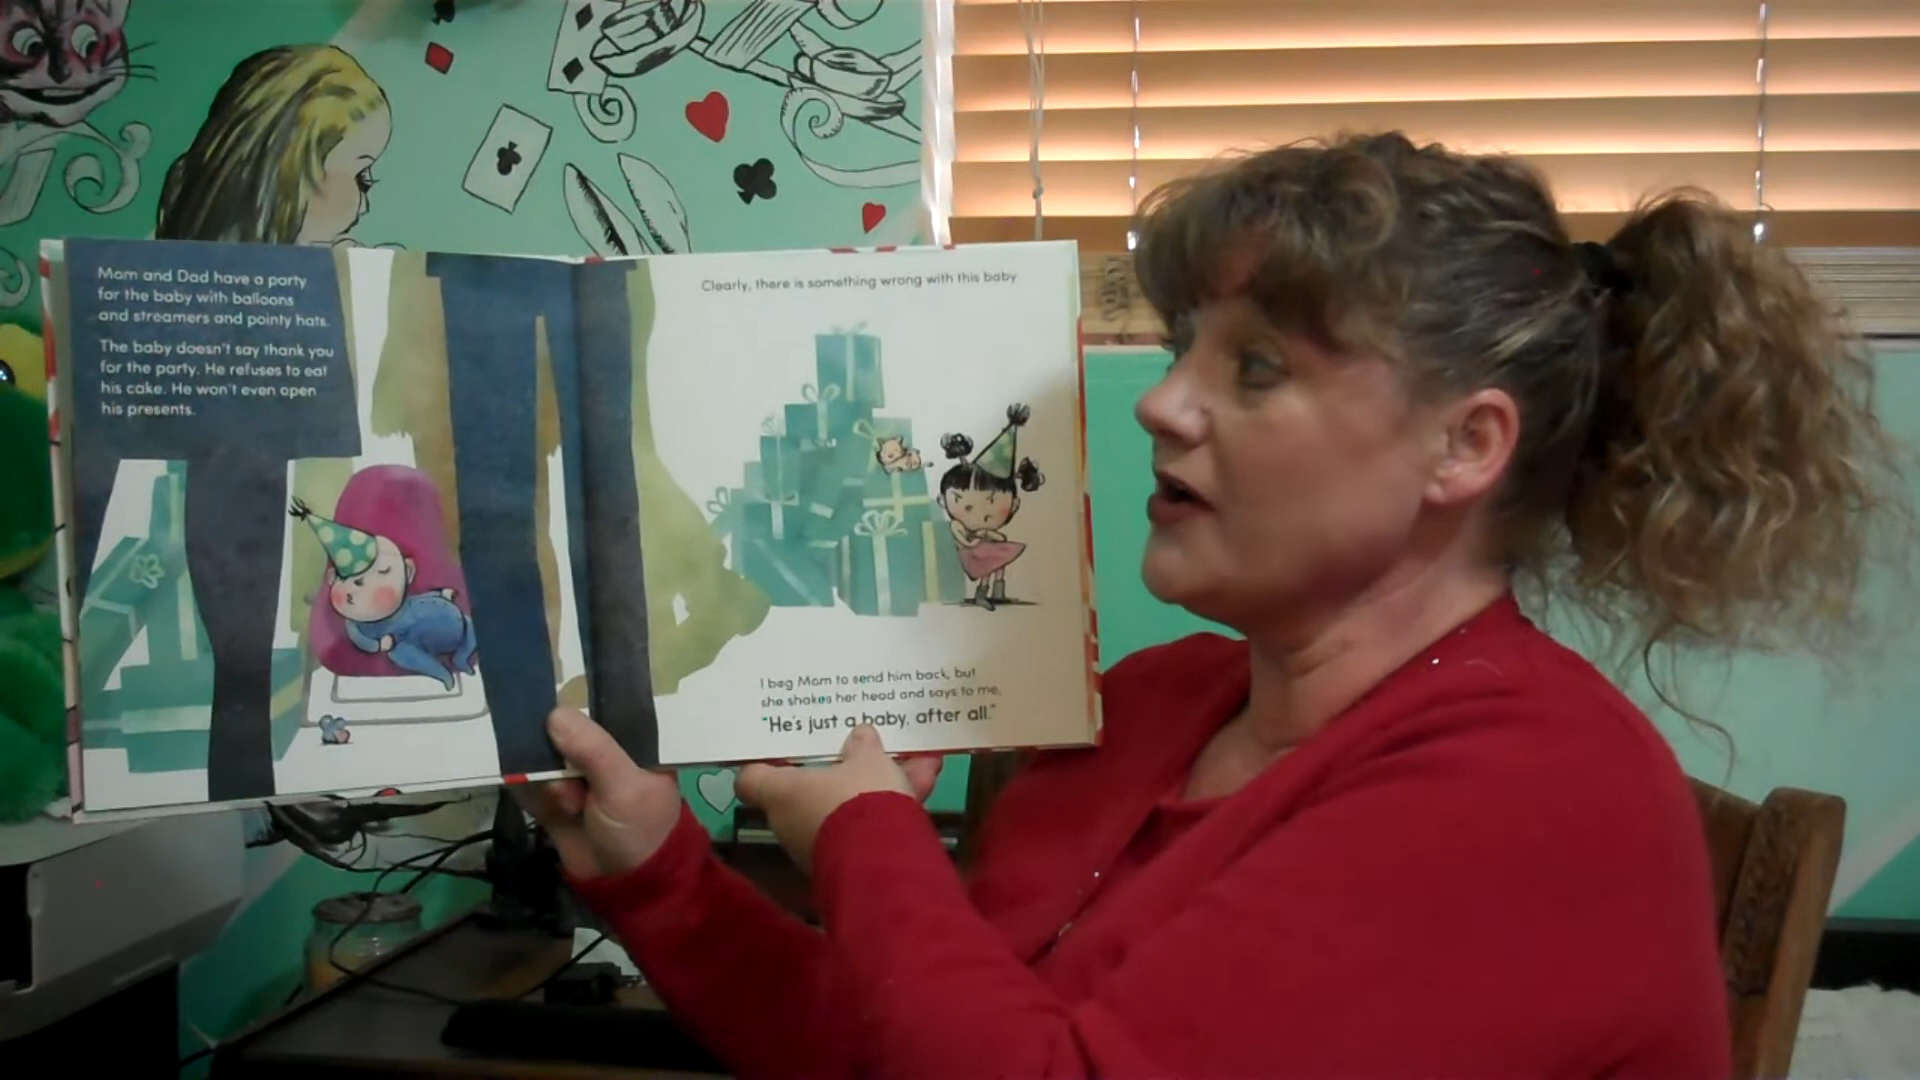 Mom and Dad have a party
for the baby with balloons
and streamers and pointy hats.
The baby doesn't say thank you
for the party. He refuses to eat
his cake. He won't even open
his presents.
Clearly, there is something wrong with this baby
I beg Mom to send him back, but
she shakes her head and says to me,
"He's just a baby, after all."